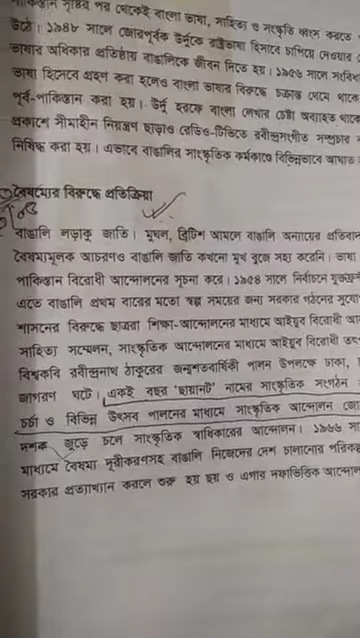 পাকিস্তান সৃষ্টির পর থেকেই বাংলা ভাষা, সাহিত্য ও সংস্কৃতি ধ্বংস করতে
উঠে। ১৯৪৮ সালে জোরপূর্বক উর্দুকে রাষ্ট্রভাষা হিসাবে চাপিয়ে দেওয়ার
ভাষার অধিকার প্রতিষ্ঠায় বাঙালিকে জীবন দিতে হয়। ১৯৫৬ সালে সংবিধ
ভাষা হিসেবে গ্রহণ করা হলেও বাংলা ভাষার বিরুদ্ধে চক্রান্ত থেমে থাকে
পূর্ব-পাকিস্তান করা হয়। উর্দু হরফে বাংলা লেখার চেষ্টা অব্যাহত থাকে
প্রকাশে সীমাহীন নিয়ন্ত্রণ ছাড়াও রেডিও-টিভিতে রবীন্দ্রসংগীত সম্প্রচার
নিষিদ্ধ করা হয়। এভাবে বাঙালির সাংস্কৃতিক কর্মকাণ্ডে বিভিন্নভাবে আঘাত
বৈষম্যের বিরুদ্ধে প্রতিক্রিয়া
বাঙালি লড়াকু জাতি। মুঘল, ব্রিটিশ আমলে বাঙালি অন্যায়ের প্রতিবান
বৈষম্যমূলক আচরণও বাঙালি জাতি কখনো মুখ বুজে সহ্য করেনি। ভাষা
পাকিস্তান বিরোধী আন্দোলনের সূচনা করে। ১৯৫৪ সালে নির্বাচনে যুক্তফ্রন্ট
এতে বাঙালি প্রথম বারের মতো স্বল্প সময়ের জন্য সরকার গঠনের সুযো
শাসনের বিরুদ্ধে ছাত্ররা শিক্ষা-আন্দোলনের মাধ্যমে আইয়ুব বিরোধী আ
সাহিত্য সম্মেলন, সাংস্কৃতিক আন্দোলনের মাধ্যমে আইয়ুব বিরোধী তৎ
বিশ্বকবি রবীন্দ্রনাথ ঠাকুরের জন্মশতবার্ষিকী পালন উপলক্ষে ঢাকা,
জাগরণ ঘটে। একই বছর 'ছায়ানট' নামের সাংস্কৃতিক সংগঠন
চর্চা ও বিভিন্ন উৎসব পালনের মাধ্যমে সাংস্কৃতিক আন্দোলন জো
দশক জুড়ে চলে সাংস্কৃতিক স্বাধিকারের আন্দোলন। ১৯৬৬ সা
মাধ্যমে বৈষম্য দূরীকরণসহ বাঙালি নিজেদের দেশ চালানোর পরিক
সরকার প্রত্যাখ্যান করলে শুরু হয় ছয় ও এগার দফাভিত্তিক আন্দোল